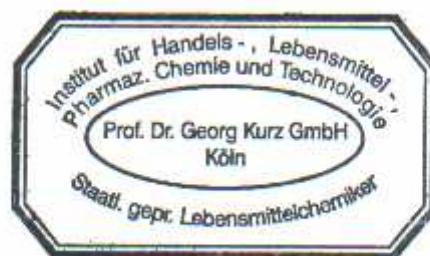 Institut für Handels-, Lebensmittel-,
Pharmaz. Chemie und Technologie
Prof. Dr. Georg Kurz GmbH
Köln
Staatl. gepr. Lebensmittelchemiker